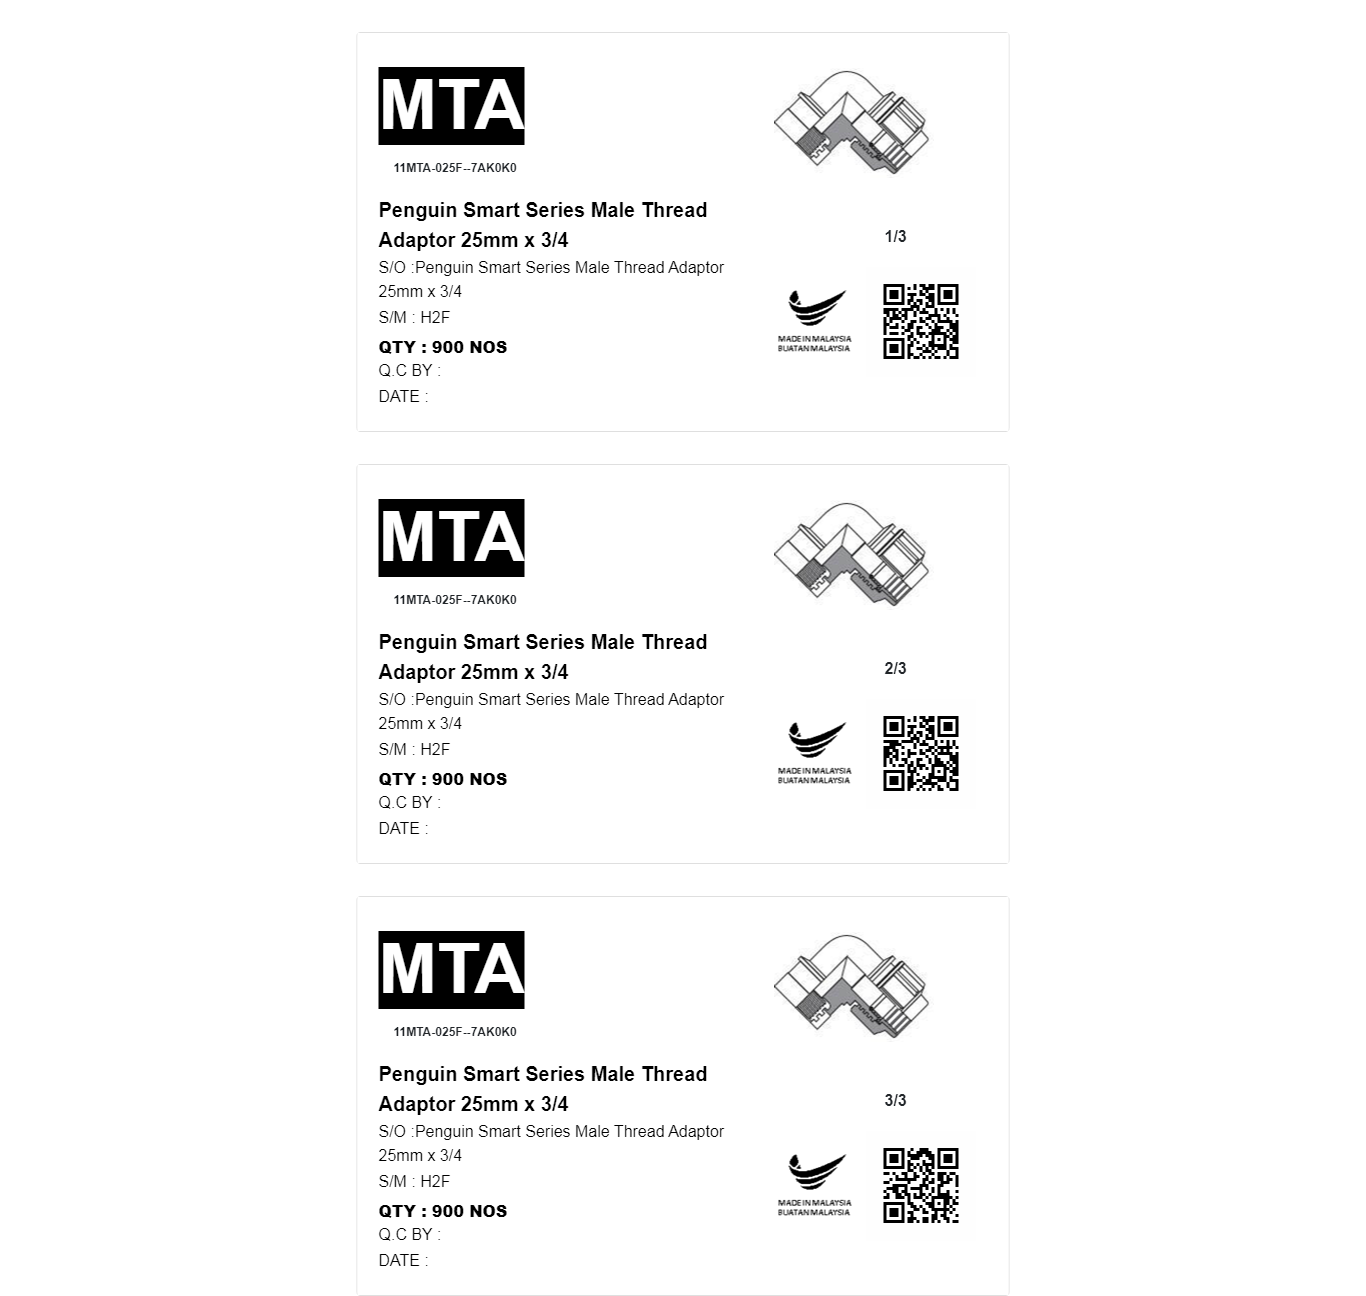 MTA
11MTA-025F--7AK0K0
Penguin Smart Series Male Thread
Adaptor 25mm x 3/4
1/3
S/O :Penguin Smart Series Male Thread Adaptor
25mm x 3/4
S/M : H2F
MADE IN MALAYSIA
BUATAN MALAYSIA
QTY : 900 NOS
Q.C BY :
DATE :
MTA
11MTA-025F--7AK0K0
Penguin Smart Series Male Thread
Adaptor 25mm x 3/4
2/3
S/O :Penguin Smart Series Male Thread Adaptor
25mm x 3/4
S/M : H2F
MADE IN MALAYSIA
BUATAN MALAYSIA
QTY : 900 NOS
Q.C BY :
DATE :
MTA
11MTA-025F--7AK0K0
Penguin Smart Series Male Thread
Adaptor 25mm x 3/4
3/3
S/O :Penguin Smart Series Male Thread Adaptor
25mm x 3/4
S/M : H2F
MADE IN MALAYSIA
BUATAN MALAYSIA
QTY : 900 NOS
Q.C BY :
DATE :